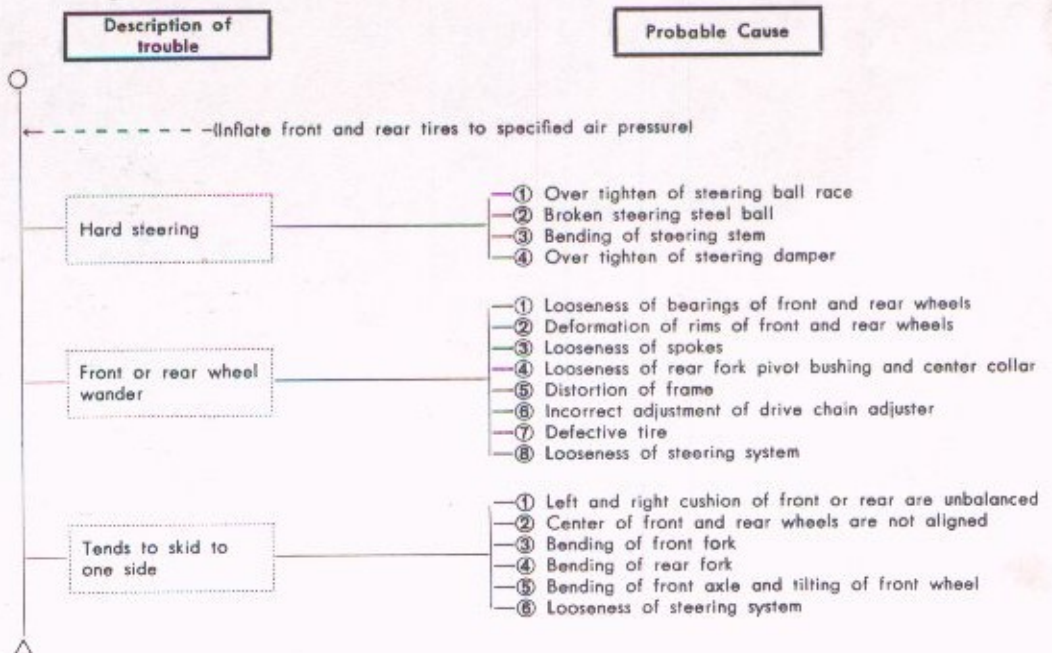 Description of
trouble
Probable Cause
(Inflate front and rear tires to specified air pressure)
Hard steering
① Over tighten of steering ball race
② Broken steering steel ball
③ Bending of steering stem
④ Over tighten of steering damper
Front or rear wheel
wander
① Looseness of bearings of front and rear wheels
② Deformation of rims of front and rear wheels
③ Looseness of spokes
④ Looseness of rear fork pivot bushing and center collar
⑤ Distortion of frame
⑥ Incorrect adjustment of drive chain adjuster
⑦ Defective tire
⑧ Looseness of steering system
Tends to skid to
one side
① Left and right cushion of front or rear are unbalanced
② Center of front and rear wheels are not aligned
③ Bending of front fork
④ Bending of rear fork
⑤ Bending of front axle and tilting of front wheel
⑥ Looseness of steering system